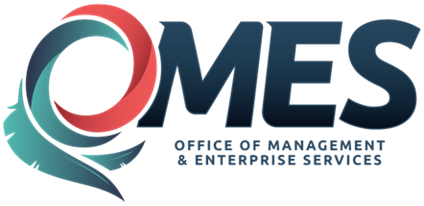 OMES
OFFICE OF MANAGEMENT
& ENTERPRISE SERVICES